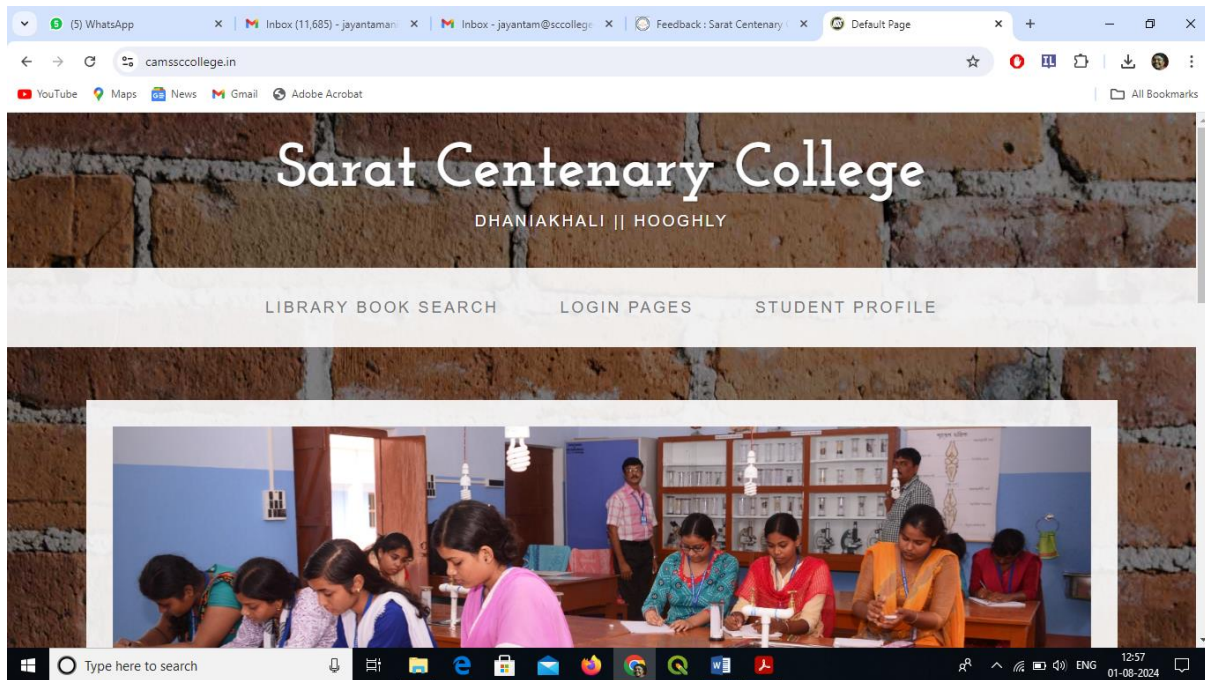 (5) WhatsApp
Inbox (11,685) - jayantaman
Inbox - jayantam@sccollege
Feedback : Sarat Centenary
Default Page
camssccollege.in
YouTube
Maps
News
Gmail
Adobe Acrobat
All Bookmarks
Sarat Centenary College
DHANIAKHALI || HOOGHLY
LIBRARY BOOK SEARCH
LOGIN PAGES
STUDENT PROFILE
Type here to search
ENG
12:57
01-08-2024